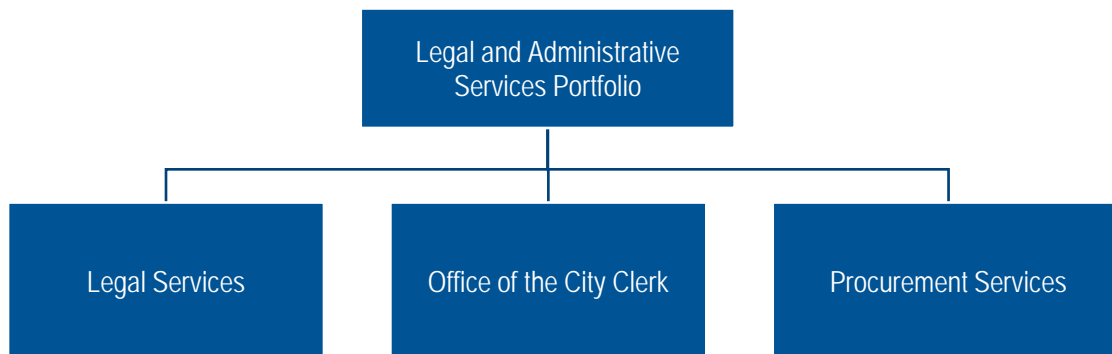 Legal and Administrative
Services Portfolio
Legal Services
Office of the City Clerk
Procurement Services